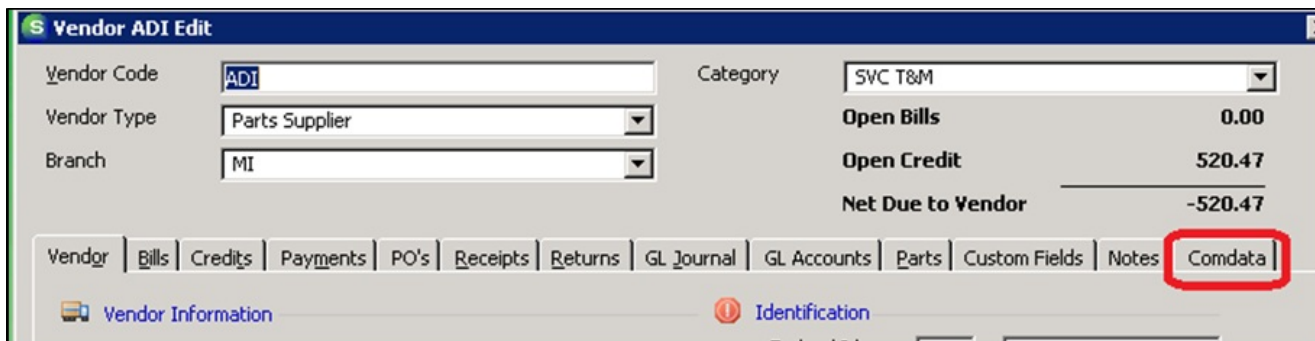 S Vendor ADI Edit
Vendor Code ADI Category SVC T&M
Vendor Type Parts Supplier Open Bills 0.00
Branch MI Open Credit 520.47
Net Due to Vendor -520.47
Vendor Bills Credits Payments PO's Receipts Returns GL Journal GL Accounts Parts Custom Fields Notes Comdata
Vendor Information Identification